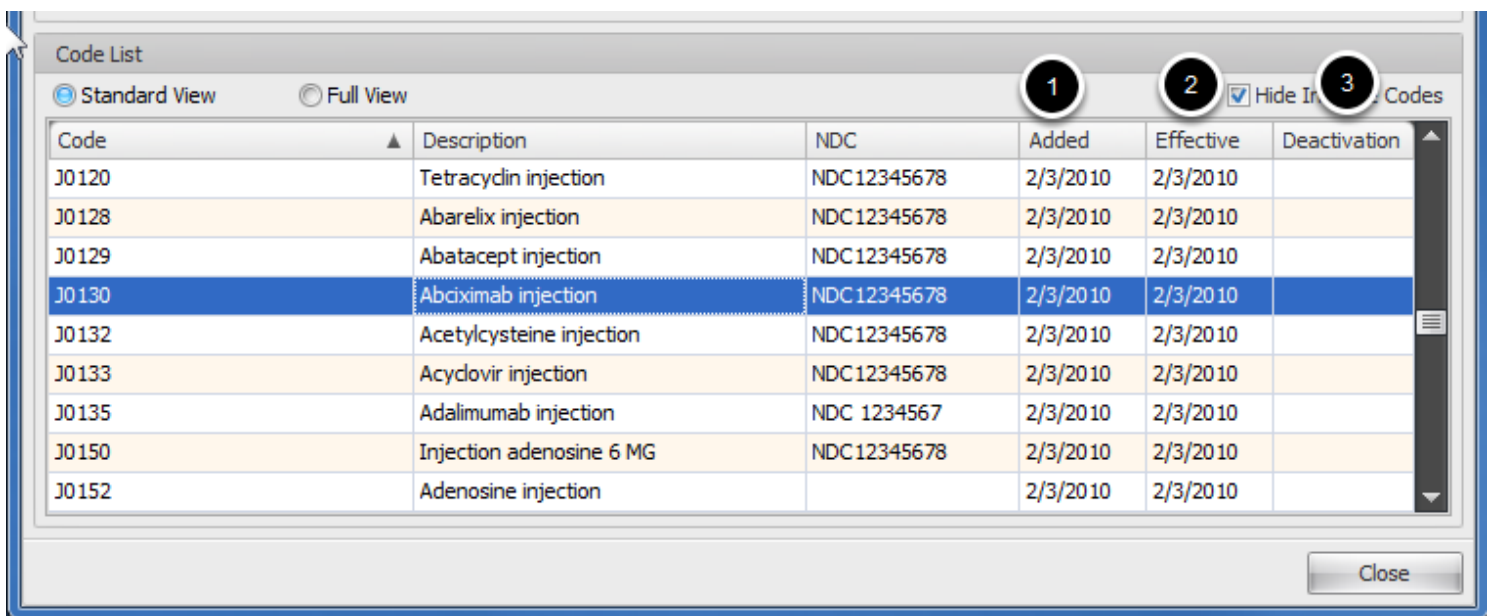 Code List
Standard View Full View 1 2 Hide In 3 Codes
Code Description NDC Added Effective Deactivation
J0120 Tetracyclin injection NDC12345678 2/3/2010 2/3/2010
J0128 Abarelix injection NDC12345678 2/3/2010 2/3/2010
J0129 Abatacept injection NDC12345678 2/3/2010 2/3/2010
J0130 Abciximab injection NDC12345678 2/3/2010 2/3/2010
J0132 Acetylcysteine injection NDC12345678 2/3/2010 2/3/2010
J0133 Acyclovir injection NDC12345678 2/3/2010 2/3/2010
J0135 Adalimumab injection NDC 1234567 2/3/2010 2/3/2010
J0150 Injection adenosine 6 MG NDC12345678 2/3/2010 2/3/2010
J0152 Adenosine injection 2/3/2010 2/3/2010
Close